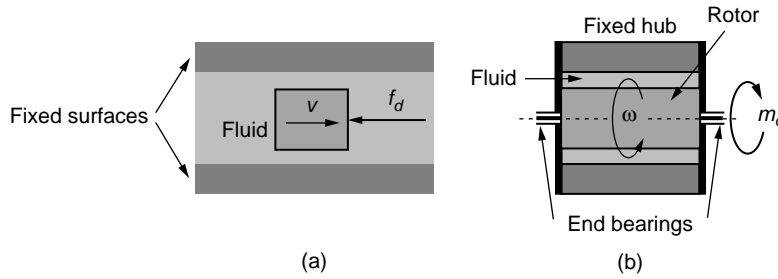 Fixed surfaces
Fluid
v
f_d
(a)
Fixed hub
Rotor
Fluid
ω
End bearings
(b)